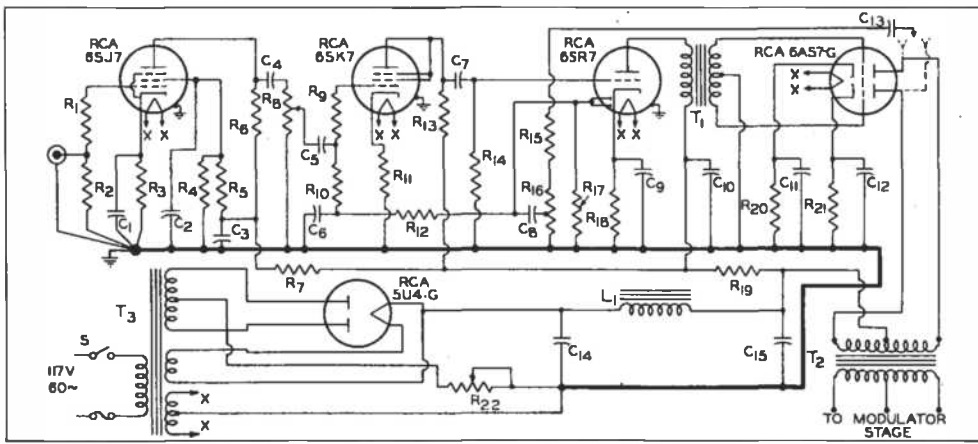 RCA
6SJ7
RCA
6SK7
RCA
6SR7
RCA 6AS7-G
C13
R1
R2
C1
R3
C2
R4
R5
C3
R6
C4
R8
C5
R9
R10
C6
R11
R12
R13
C7
R14
R15
R16
C8
R17
R18
C9
T1
C10
R20
C11
R21
C12
X X
X X
X X
X
X
Y Y
T3
S
117V
60~
X
X
R7
RCA
5U4-G
R22
C14
L1
R19
C15
T2
TO MODULATOR
STAGE